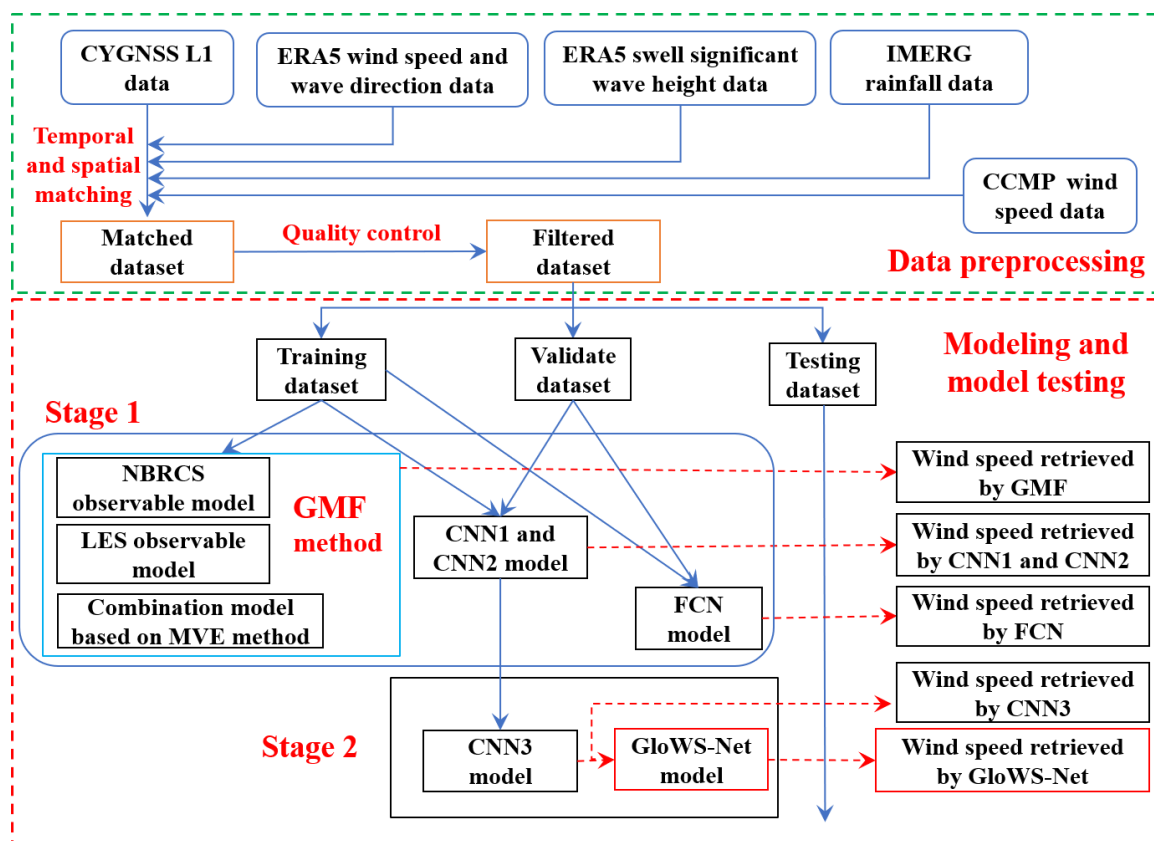 CYGNSS L1
data
ERA5 wind speed and
wave direction data
ERA5 swell significant
wave height data
IMERG
rainfall data
Temporal
and spatial
matching
CCMP wind
speed data
Matched
dataset
Quality control
Filtered
dataset
Data preprocessing
Training
dataset
Validate
dataset
Testing
dataset
Modeling and
model testing
Stage 1
NBRCS
observable model
LES observable
model
Combination model
based on MVE method
GMF
method
CNN1 and
CNN2 model
FCN
model
Wind speed retrieved
by GMF
Wind speed retrieved
by CNN1 and CNN2
Wind speed retrieved
by FCN
Wind speed retrieved
by CNN3
Stage 2
CNN3
model
GloWS-Net
model
Wind speed retrieved
by GloWS-Net